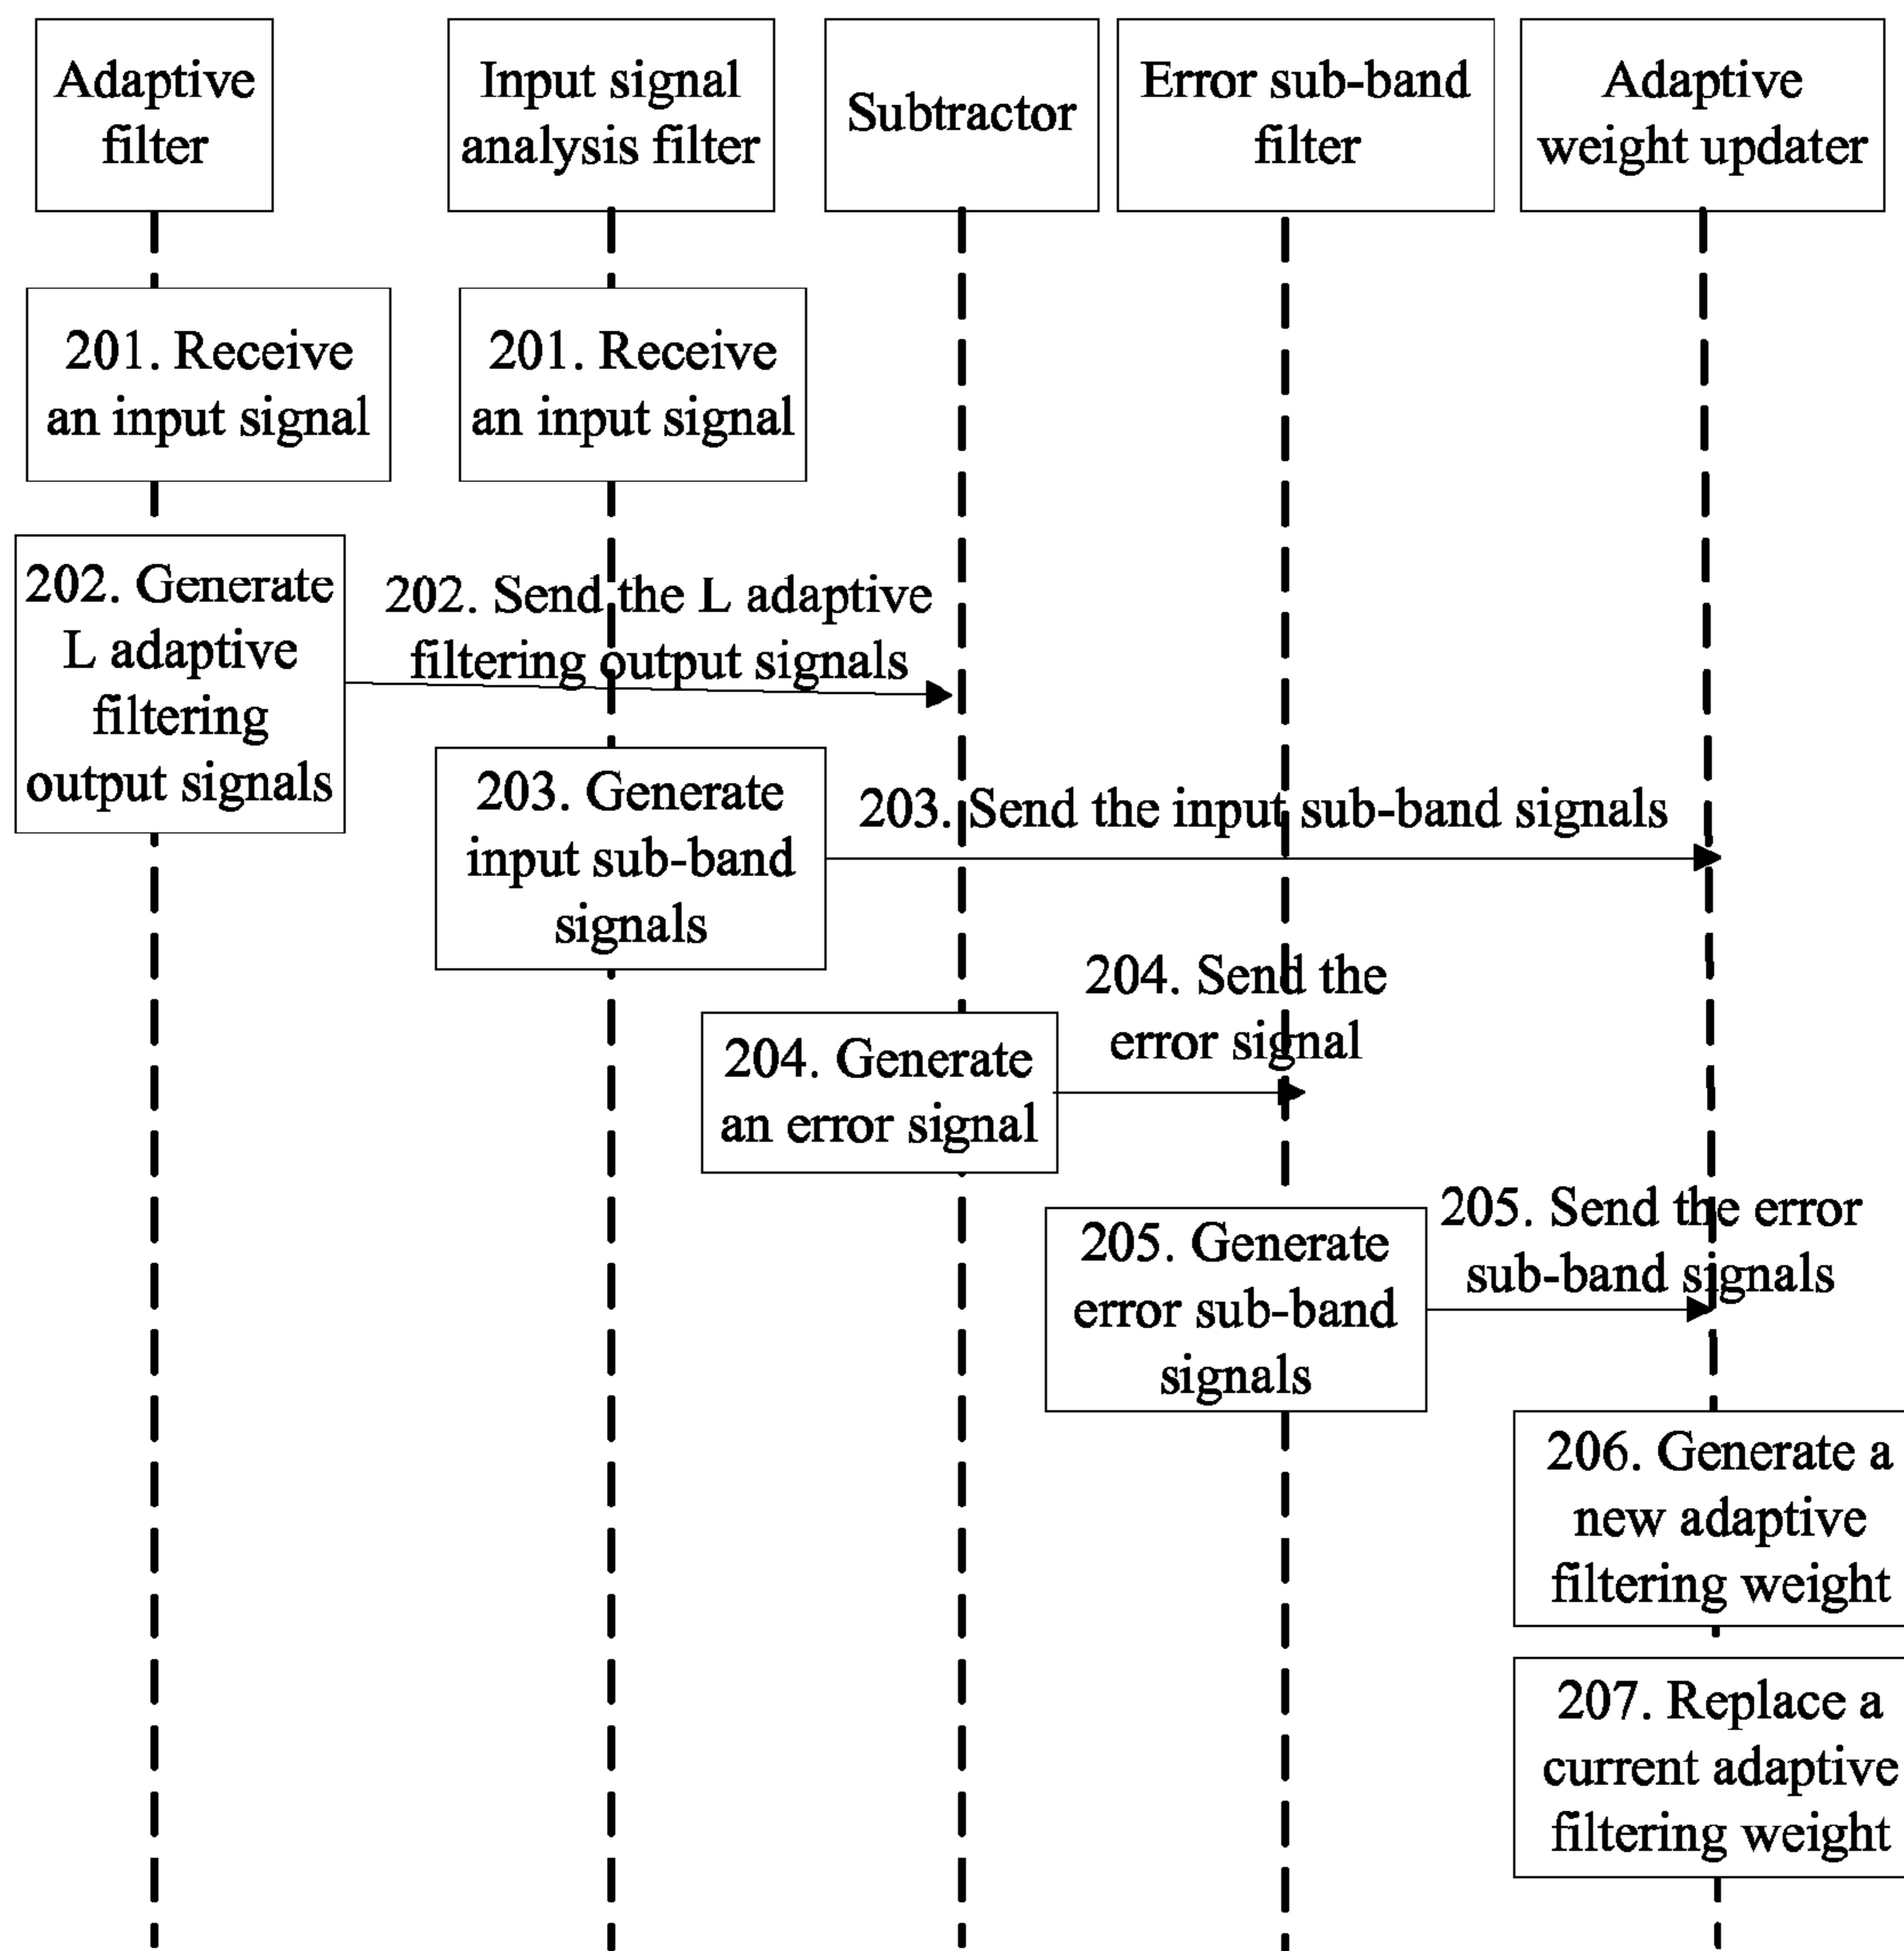 Adaptive
filter
Input signal
analysis filter
Subtractor
Error sub-band
filter
Adaptive
weight updater
201. Receive
an input signal
201. Receive
an input signal
202. Generate
L adaptive
filtering
output signals
202. Send the L adaptive
filtering output signals
203. Generate
input sub-band
signals
203. Send the input sub-band signals
204. Generate
an error signal
204. Send the
error signal
205. Generate
error sub-band
signals
205. Send the error
sub-band signals
206. Generate a
new adaptive
filtering weight
207. Replace a
current adaptive
filtering weight